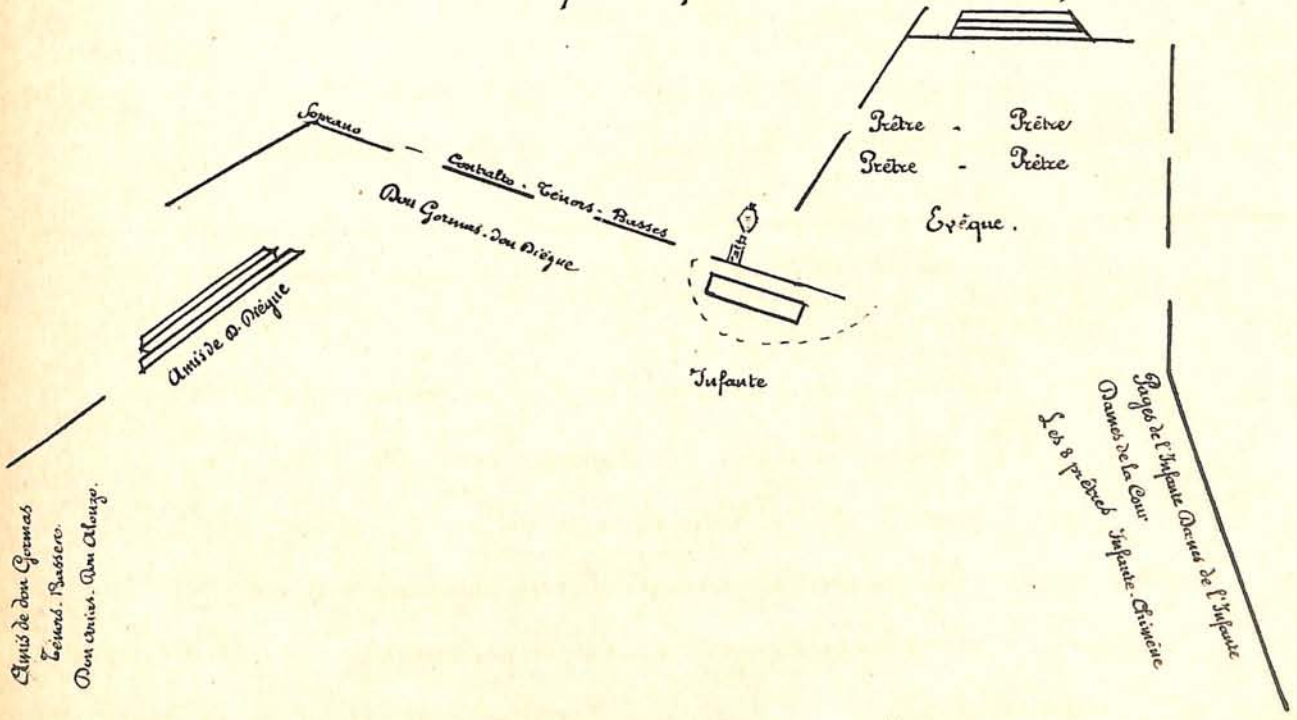 Soprano
Contralto - Ténors - Basses
Don Gormas - don Diègue
Amis de D. Diègue
Prêtre - Prêtre
Prêtre - Prêtre
Evêque.
Infante
Pages de l'Infante Dames de l'Infante
Dames de la Cour
Les 8 prêtres Infante - Chimène
Amis de don Gormas
Ténors. Basses.
Don Arias. Don Alonzo.